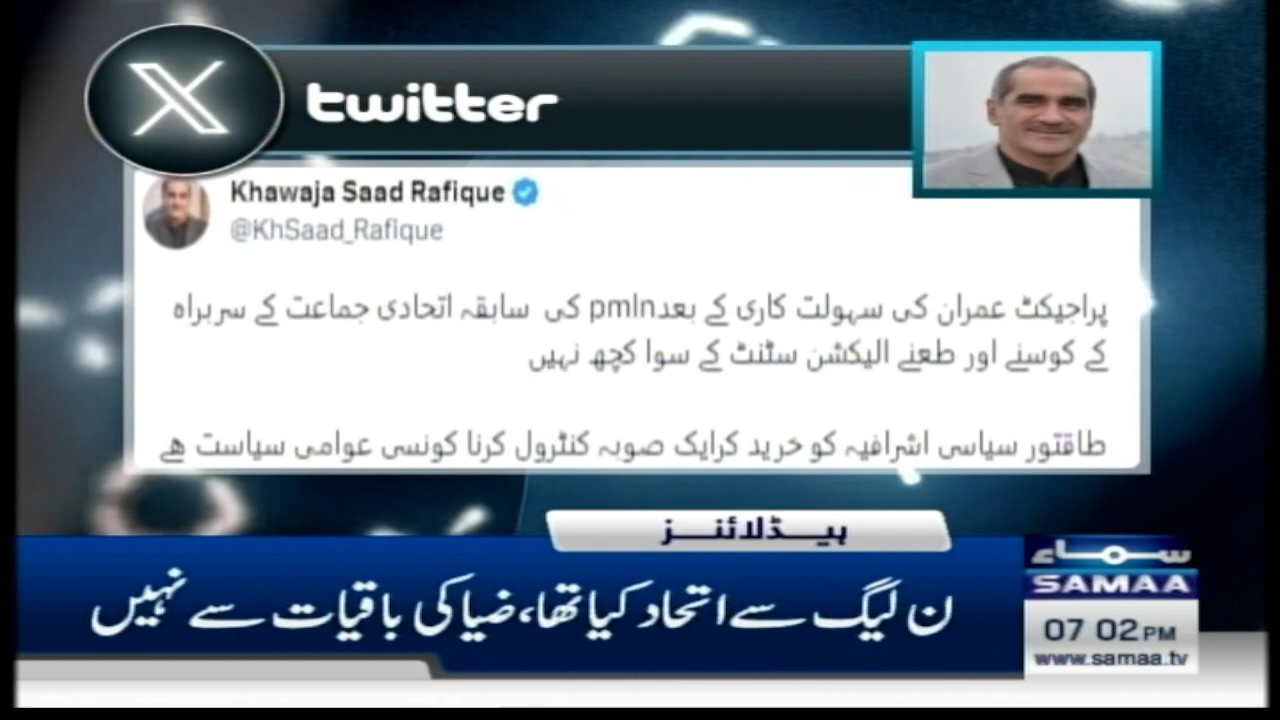 twitter
Khawaja Saad Rafique
@KhSaad_Rafique
پراجیکٹ عمران کی سہولت کاری کے بعدpmln کی سابقہ اتحادی جماعت کے سربراہ
کے کوسنے اور طعنے الیکشن سٹنٹ کے سوا کچھ نہیں
طاقتور سیاسی اشرافیہ کو خرید کرایک صوبہ کنٹرول کرنا کونسی عوامی سیاست ھے
ہیڈلائنز
ن لیگ سے اتحاد کیا تھا، ضیا کی باقیات سے نہیں
سماء
SAMAA
07 02 PM
www.samaa.tv